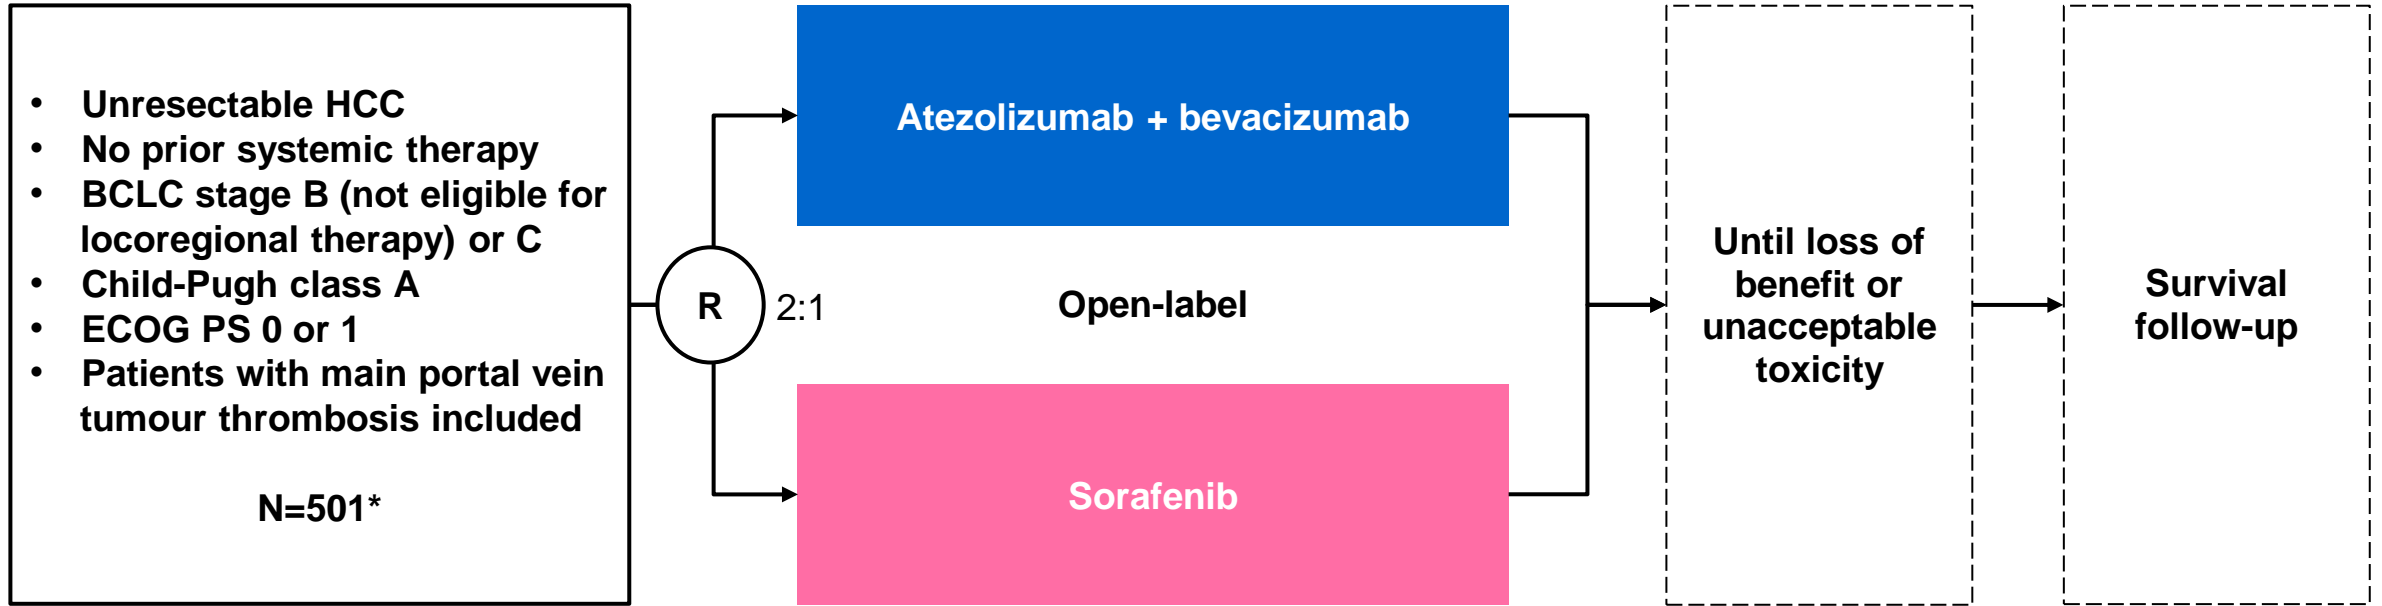 • Unresectable HCC
• No prior systemic therapy
• BCLC stage B (not eligible for
locoregional therapy) or C
• Child-Pugh class A
• ECOG PS 0 or 1
• Patients with main portal vein
tumour thrombosis included
N=501*
R
2:1
Atezolizumab + bevacizumab
Open-label
Sorafenib
Until loss of
benefit or
unacceptable
toxicity
Survival
follow-up